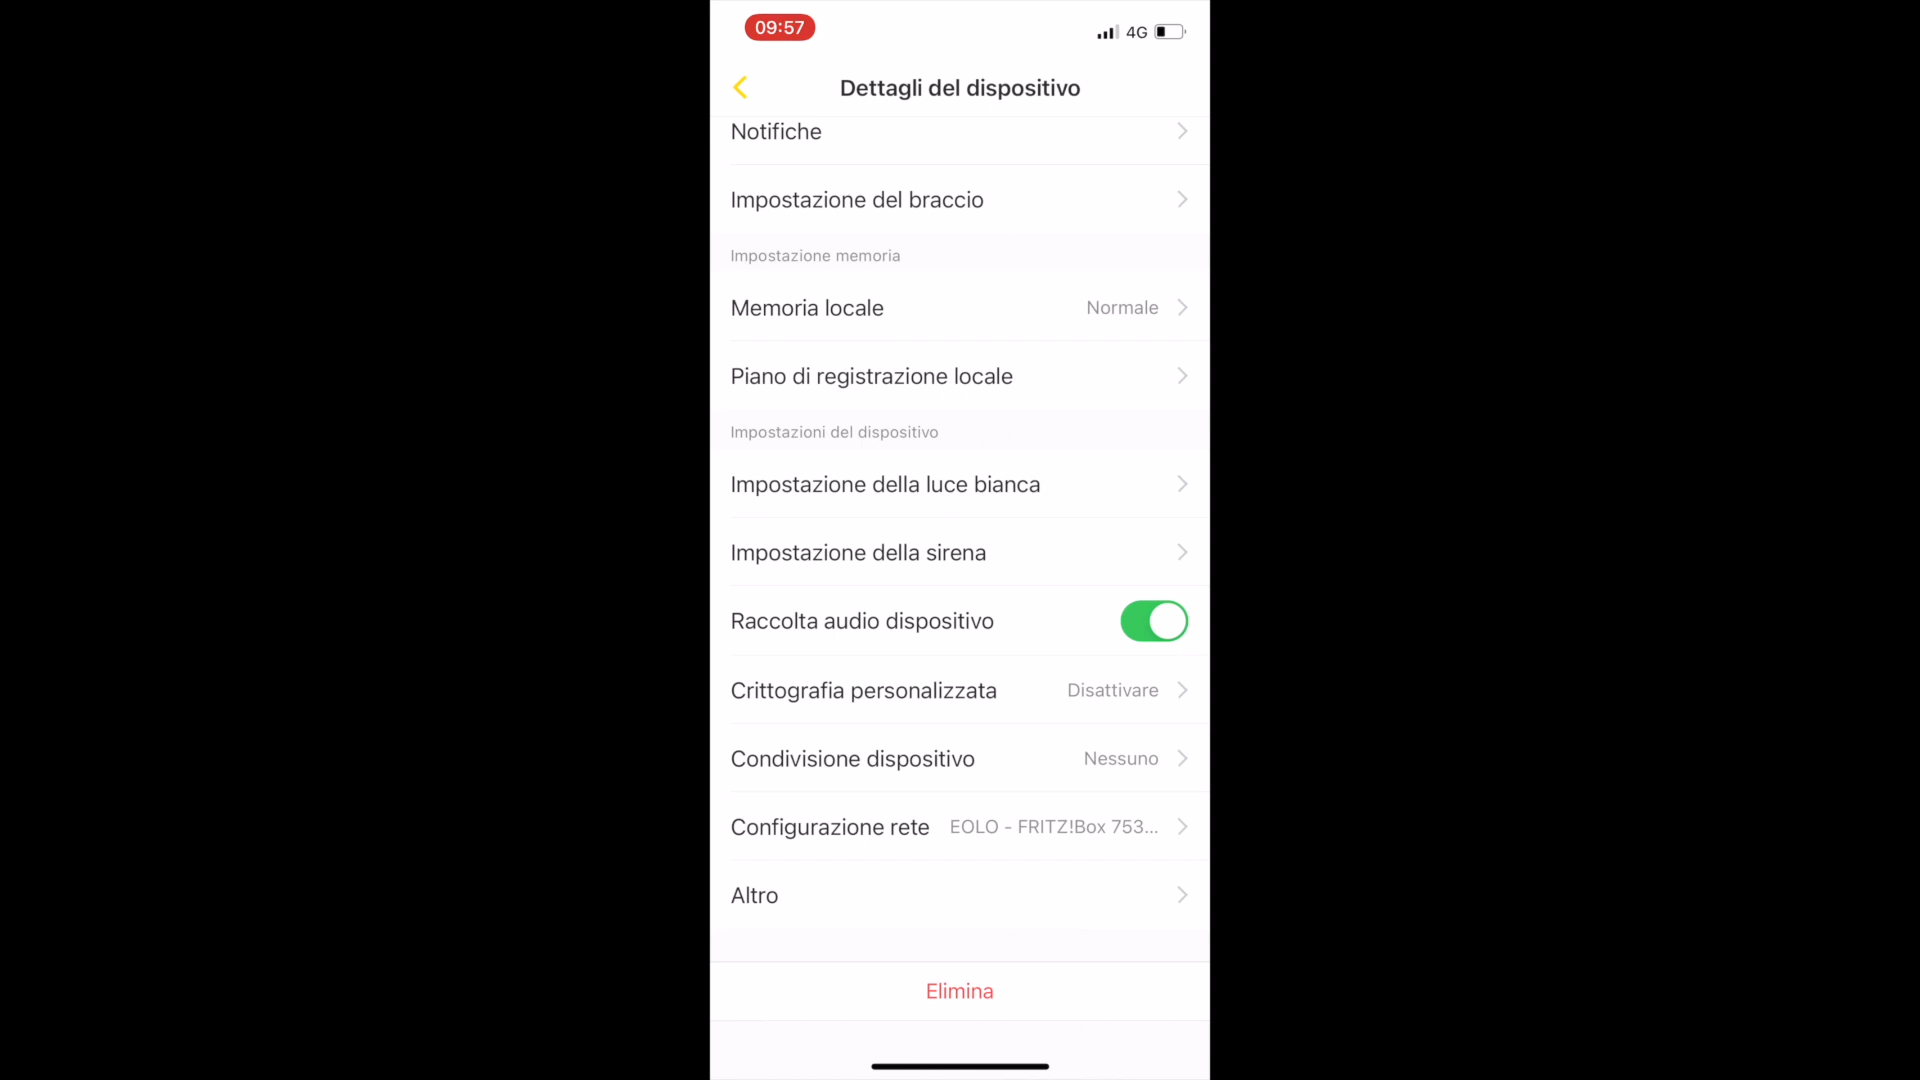 09:57
4G
Dettagli del dispositivo
Notifiche
Impostazione del braccio
Impostazione memoria
Memoria locale Normale
Piano di registrazione locale
Impostazioni del dispositivo
Impostazione della luce bianca
Impostazione della sirena
Raccolta audio dispositivo
Crittografia personalizzata Disattivare
Condivisione dispositivo Nessuno
Configurazione rete EOLO - FRITZ!Box 753...
Altro
Elimina